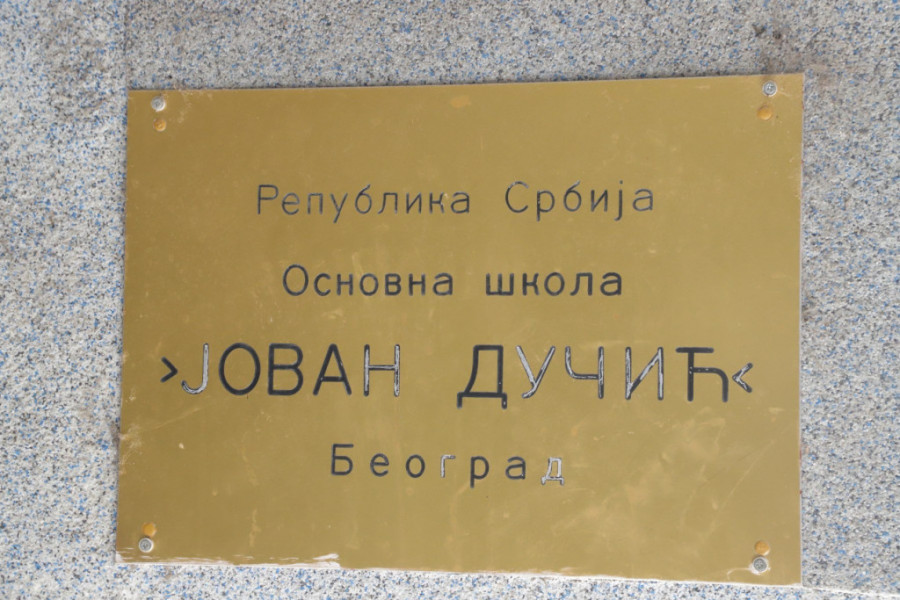 Република Србија
Основна школа
›ЈОВАН ДУЧИЋ‹
Београд